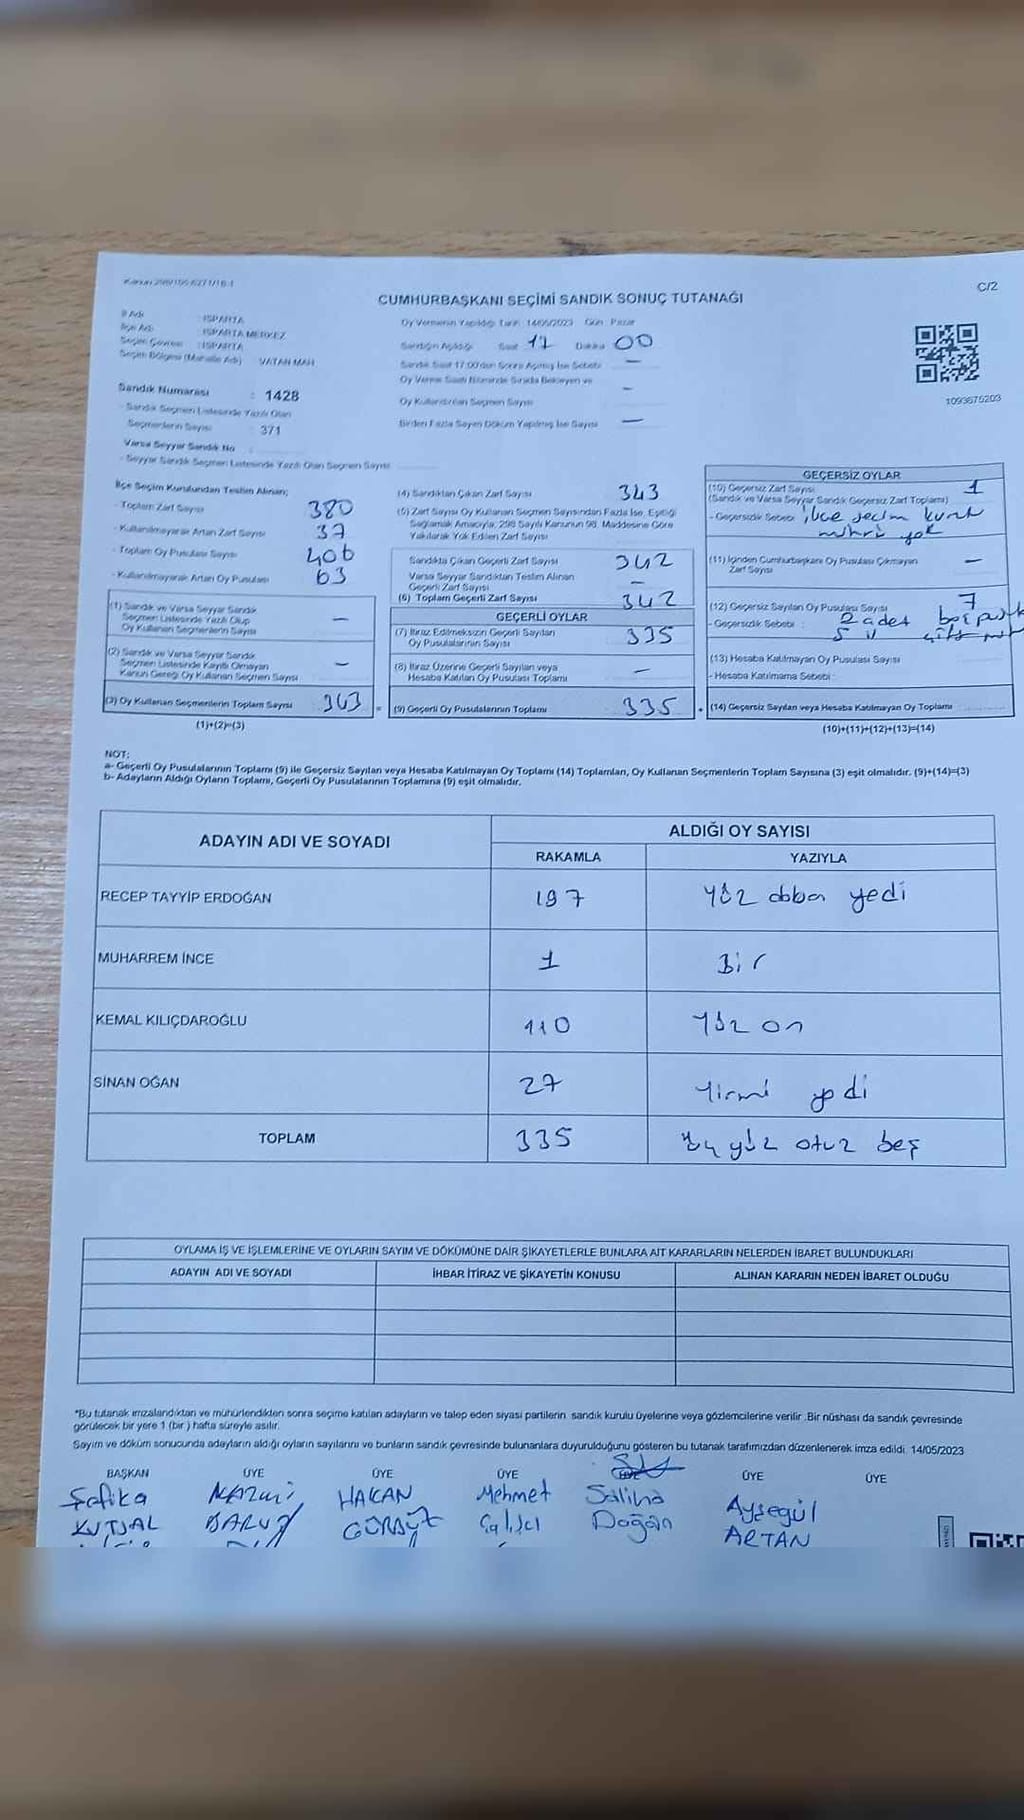 C/2
CUMHURBAŞKANI SEÇİMİ SANDIK SONUÇ TUTANAĞI
İl Adı : ISPARTA
İlçe Adı : ISPARTA MERKEZ
Seçim Çevresi : ISPARTA
Seçim Bölgesi (Mahalle Adı) VATAN MAH
Sandık Numarası : 1428
- Sandık Seçmen Listesinde Yazılı Olan
Seçmenlerin Sayısı : 371
Varsa Seyyar Sandık No
- Seyyar Sandık Seçmen Listesinde Yazılı Olan Seçmen Sayısı
Oy Vermenin Yapıldığı Tarih 14/05/2023 Gün Pazar
Sandığın Açıldığı Saat 17 Dakika 00
Sandık Saat 17:00'den Sonra Açılmış İse Sebebi —
Oy Verme Saati Bitiminde Sırada Bekleyen ve
Oy Kullandırılan Seçmen Sayısı –
Birden Fazla Sayım Döküm Yapılmış İse Sayısı —
1093675203
İlçe Seçim Kurulundan Teslim Alınan;
- Toplam Zarf Sayısı 380
- Kullanılmayarak Artan Zarf Sayısı 37
- Toplam Oy Pusulası Sayısı 406
- Kullanılmayarak Artan Oy Pusulası 63
(1) Sandık ve Varsa Seyyar Sandık
Seçmen Listesinde Yazılı Olup
Oy Kullanan Seçmenlerin Sayısı —
(2) Sandık ve Varsa Seyyar Sandık
Seçmen Listesinde Kayıtlı Olmayan
Kanun Gereği Oy Kullanan Seçmen Sayısı —
(3) Oy Kullanan Seçmenlerin Toplam Sayısı 343 =
(1)+(2)=(3)
(4) Sandıktan Çıkan Zarf Sayısı 343
(5) Zarf Sayısı Oy Kullanan Seçmen Sayısından Fazla İse, Eşitliği
Sağlamak Amacıyla, 298 Sayılı Kanunun 98. Maddesine Göre
Yakılarak Yok Edilen Zarf Sayısı
Sandıkta Çıkan Geçerli Zarf Sayısı 342
Varsa Seyyar Sandıktan Teslim Alınan
Geçerli Zarf Sayısı –
(6) Toplam Geçerli Zarf Sayısı 342
GEÇERLİ OYLAR
(7) İtiraz Edilmeksizin Geçerli Sayılan
Oy Pusulalarının Sayısı 335
(8) İtiraz Üzerine Geçerli Sayılan veya
Hesaba Katılan Oy Pusulası Toplamı —
(9) Geçerli Oy Pusulalarının Toplamı 335
GEÇERSİZ OYLAR
(10) Geçersiz Zarf Sayısı 1
(Sandık ve Varsa Seyyar Sandık Geçersiz Zarf Toplamı)
- Geçersizlik Sebebi : ilçe seçim kurulu
mührü yok
(11) İçinden Cumhurbaşkanı Oy Pusulası Çıkmayan
Zarf Sayısı —
(12) Geçersiz Sayılan Oy Pusulası Sayısı 7
- Geçersizlik Sebebi : 2 adet boş
5 "
(13) Hesaba Katılmayan Oy Pusulası Sayısı
- Hesaba Katılmama Sebebi :
(14) Geçersiz Sayılan veya Hesaba Katılmayan Oy Toplamı
(10)+(11)+(12)+(13)=(14)
NOT:
a- Geçerli Oy Pusulalarının Toplamı (9) ile Geçersiz Sayılan veya Hesaba Katılmayan Oy Toplamı (14) Toplamları, Oy Kullanan Seçmenlerin Toplam Sayısına (3) eşit olmalıdır. (9)+(14)=(3)
b- Adayların Aldığı Oyların Toplamı, Geçerli Oy Pusulalarının Toplamına (9) eşit olmalıdır.
ADAYIN ADI VE SOYADI
ALDIĞI OY SAYISI
RAKAMLA YAZIYLA
RECEP TAYYİP ERDOĞAN 197 Yüz doksan yedi
MUHARREM İNCE 1 Bir
KEMAL KILIÇDAROĞLU 110 Yüz on
SİNAN OĞAN 27 Yirmi yedi
TOPLAM 335 Üç yüz otuz beş
OYLAMA İŞ VE İŞLEMLERİNE VE OYLARIN SAYIM VE DÖKÜMÜNE DAİR ŞİKAYETLERLE BUNLARA AİT KARARLARIN NELERDEN İBARET BULUNDUKLARI
ADAYIN ADI VE SOYADI İHBAR İTİRAZ VE ŞİKAYETİN KONUSU ALINAN KARARIN NEDEN İBARET OLDUĞU
*Bu tutanak imzalandıktan ve mühürlendikten sonra seçime katılan adayların ve talep eden siyasi partilerin sandık kurulu üyelerine veya gözlemcilerine verilir .Bir nüshası da sandık çevresinde
görülecek bir yere 1 (bir ) hafta süreyle asılır.
Sayım ve döküm sonucunda adayların aldığı oyların sayılarını ve bunların sandık çevresinde bulunanlara duyurulduğunu gösteren bu tutanak tarafımızdan düzenlenerek imza edildi. 14/05/2023
BAŞKAN ÜYE ÜYE ÜYE ÜYE ÜYE ÜYE
Şafika Nazmi HAKAN Mehmet Saliha Ayşegül
KUTSAL GÜRBÜZ Çalışcı Doğan ARTAN